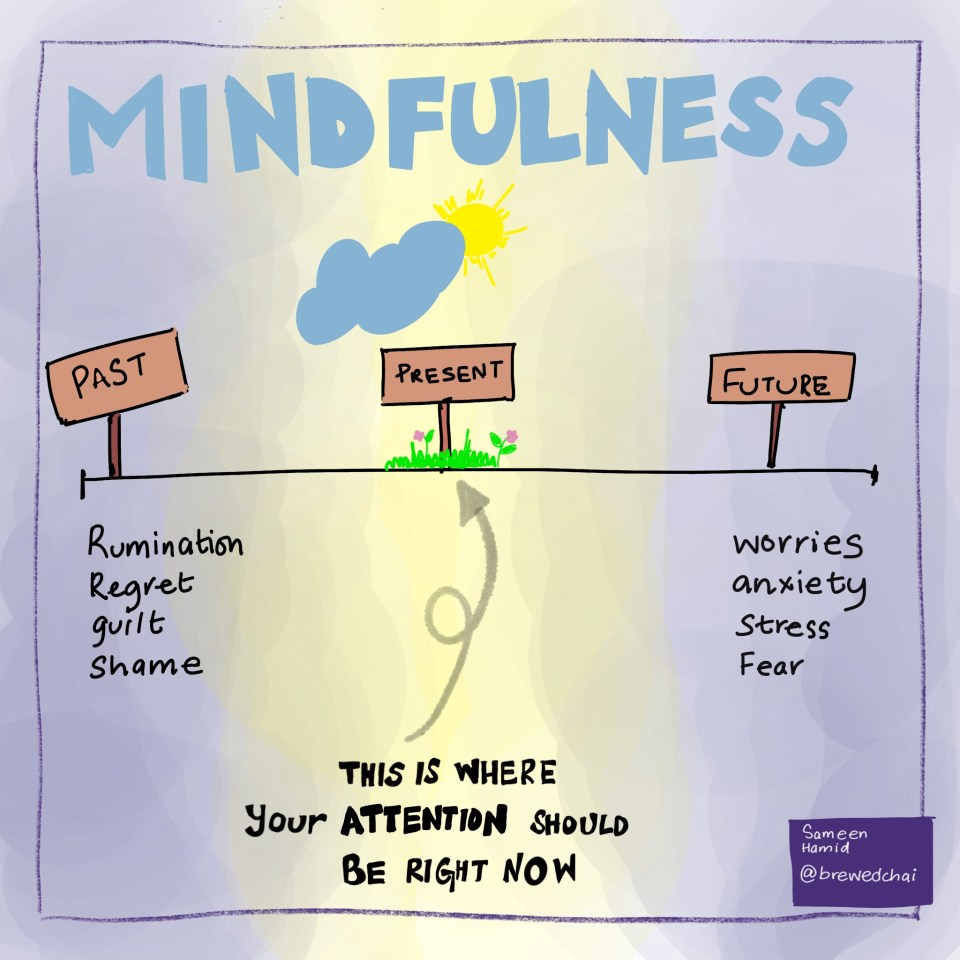 MINDFULNESS
PAST
PRESENT
FUTURE
Rumination
Regret
guilt
shame
worries
anxiety
stress
Fear
THIS IS WHERE
your ATTENTION SHOULD
BE RIGHT NOW
Sameen
Hamid
@brewedchai